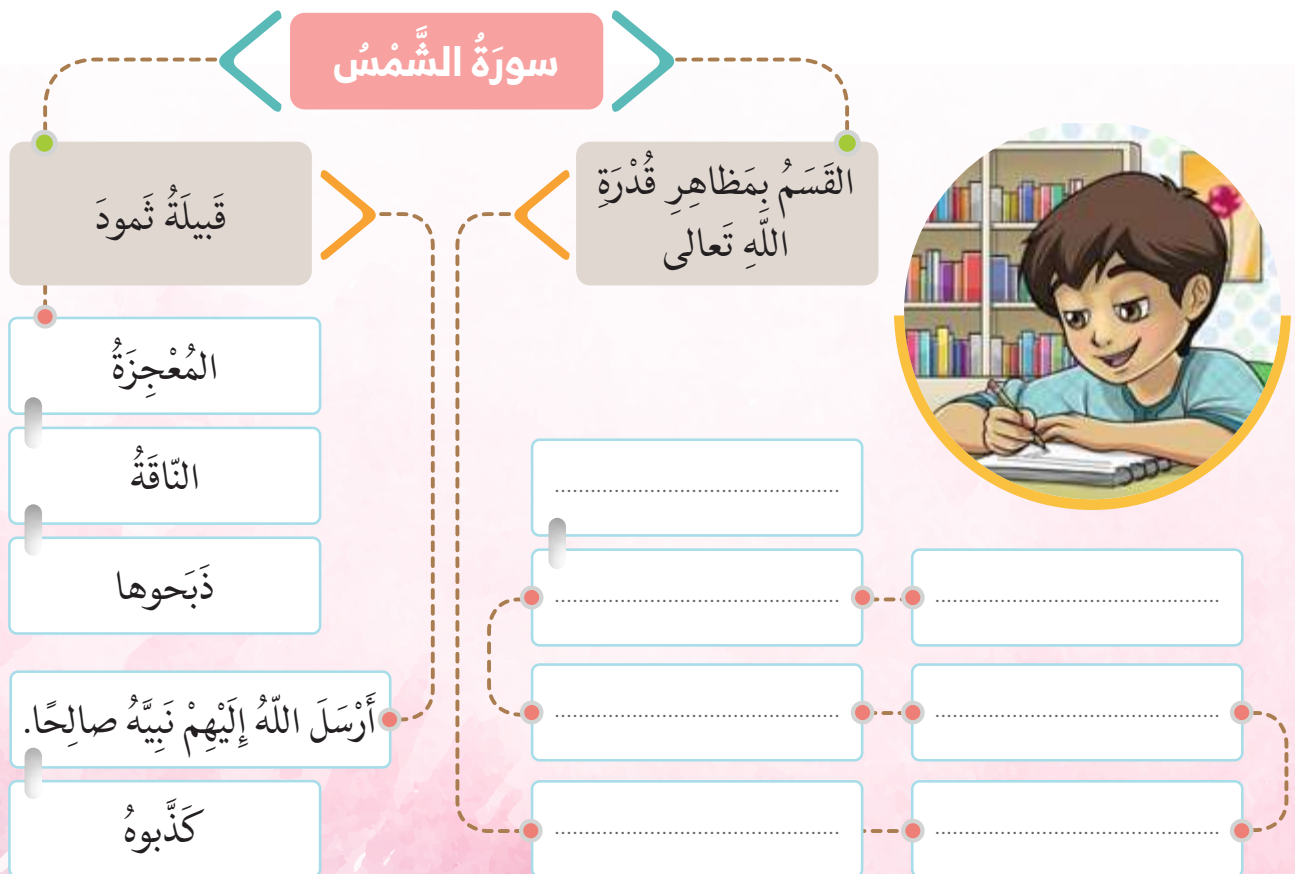 سورَةُ الشَّمْسُ
القَسَمُ بِمَظاهِرِ قُدْرَةِ
اللّهِ تَعالى
قَبيلَةُ ثَمودَ
المُعْجِزَةُ
النّاقَةُ
ذَبَحوها
أَرْسَلَ اللّهُ إِلَيْهِمْ نَبِيَّهُ صالِحًا.
كَذَّبوهُ